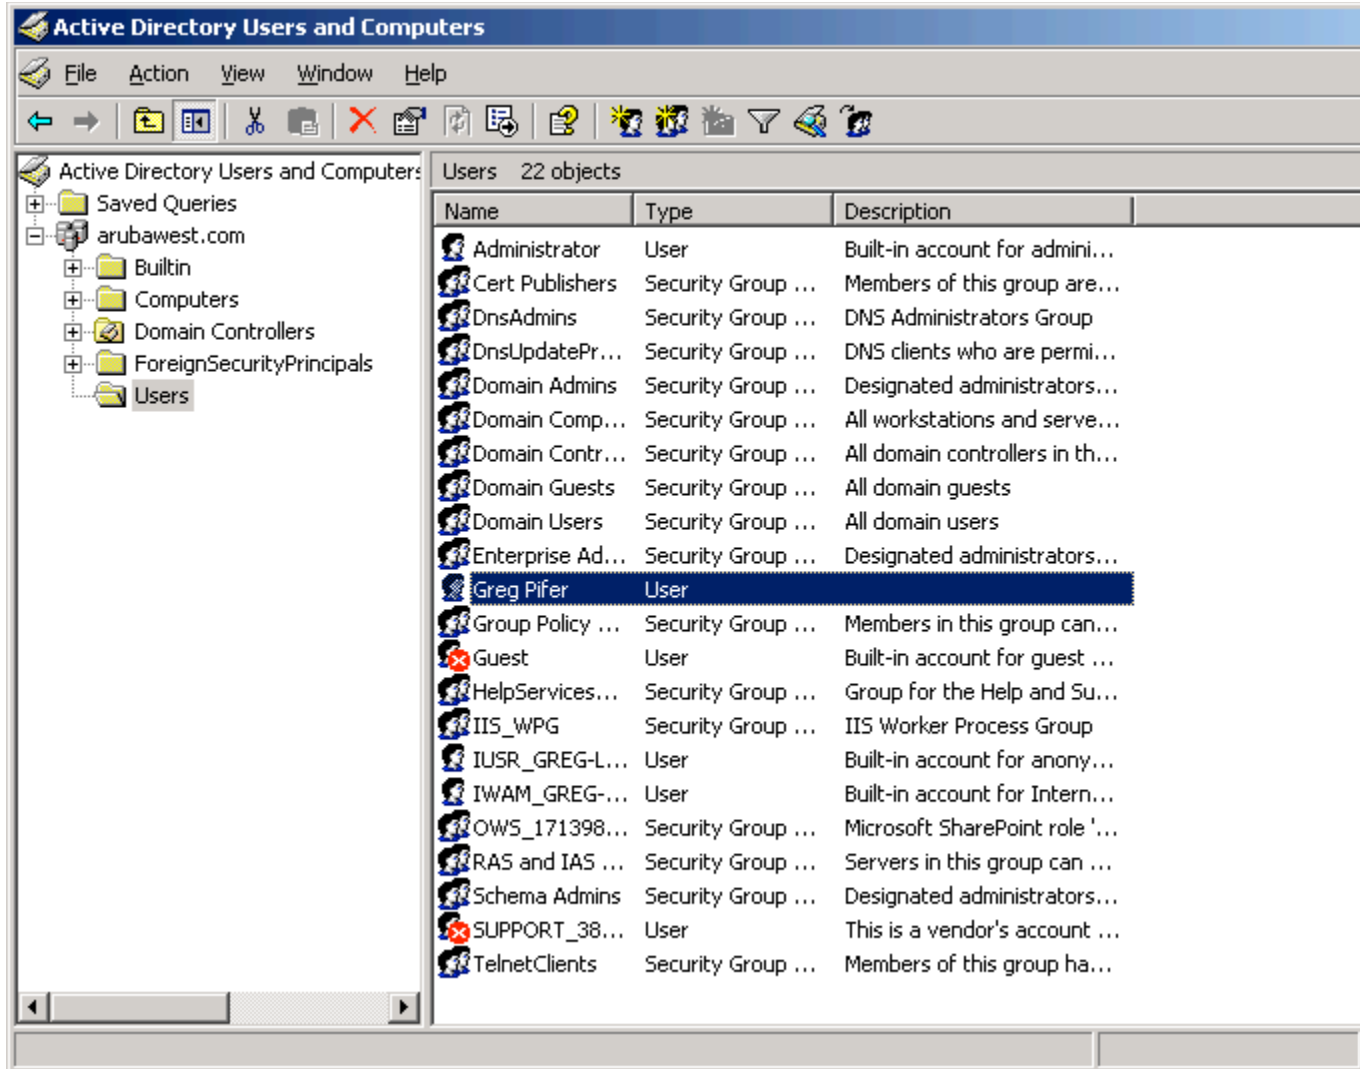 Active Directory Users and Computers
File Action View Window Help
Active Directory Users and Computers
Saved Queries
arubawest.com
Builtin
Computers
Domain Controllers
ForeignSecurityPrincipals
Users
Users 22 objects
Name Type Description
Administrator User Built-in account for admini...
Cert Publishers Security Group ... Members of this group are...
DnsAdmins Security Group ... DNS Administrators Group
DnsUpdatePr... Security Group ... DNS clients who are permi...
Domain Admins Security Group ... Designated administrators...
Domain Comp... Security Group ... All workstations and serve...
Domain Contr... Security Group ... All domain controllers in th...
Domain Guests Security Group ... All domain guests
Domain Users Security Group ... All domain users
Enterprise Ad... Security Group ... Designated administrators...
Greg Pifer User
Group Policy ... Security Group ... Members in this group can...
Guest User Built-in account for guest ...
HelpServices... Security Group ... Group for the Help and Su...
IIS_WPG Security Group ... IIS Worker Process Group
IUSR_GREG-L... User Built-in account for anony...
IWAM_GREG-... User Built-in account for Intern...
OWS_171398... Security Group ... Microsoft SharePoint role '...
RAS and IAS ... Security Group ... Servers in this group can ...
Schema Admins Security Group ... Designated administrators...
SUPPORT_38... User This is a vendor's account ...
TelnetClients Security Group ... Members of this group ha...